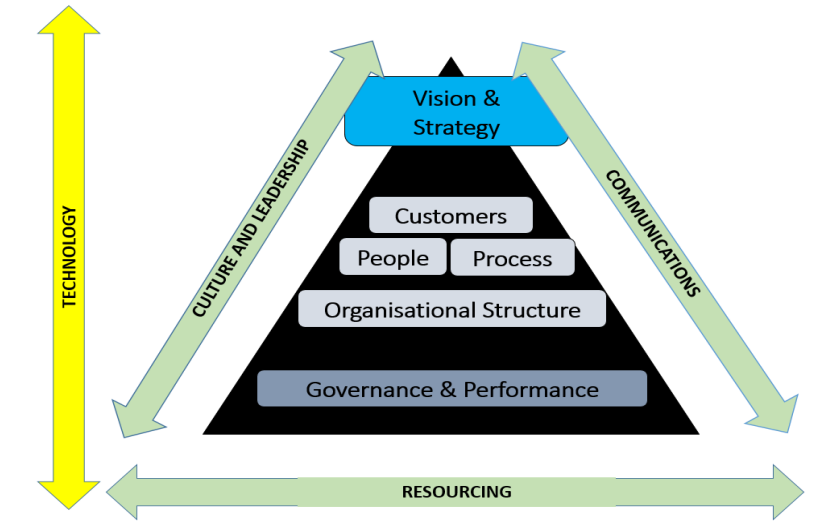 TECHNOLOGY
CULTURE AND LEADERSHIP
Vision &
Strategy
COMMUNICATIONS
Customers
People
Process
Organisational Structure
Governance & Performance
RESOURCING